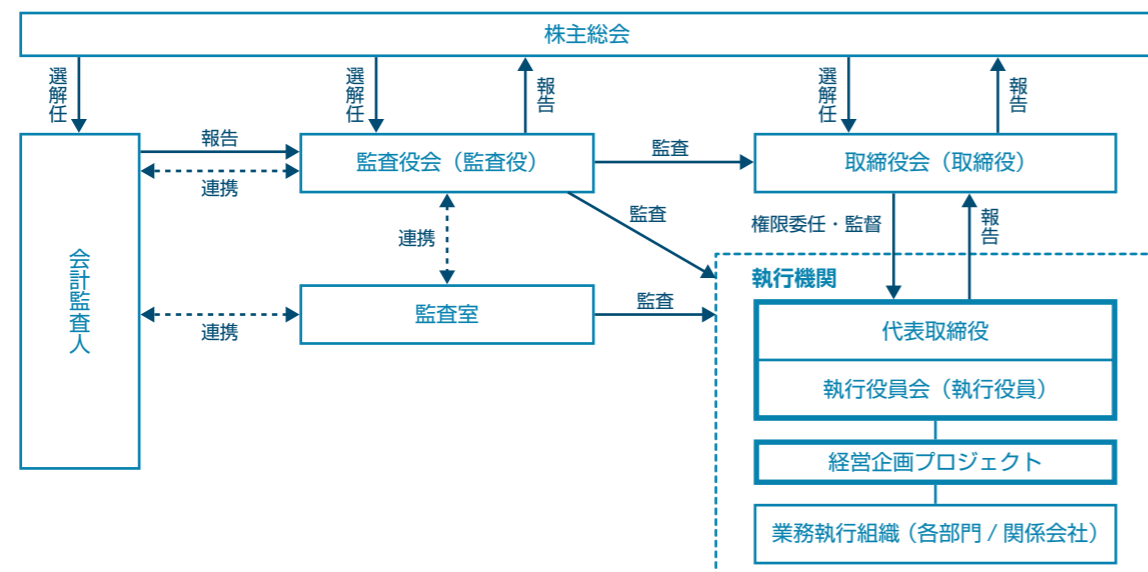 株主総会
選解任
選解任
報告
選解任
報告
会計監査人
報告
連携
監査役会（監査役）
監査
取締役会（取締役）
連携
監査
権限委任・監督
報告
連携
監査室
監査
執行機関
代表取締役
執行役員会（執行役員）
経営企画プロジェクト
業務執行組織（各部門 / 関係会社）